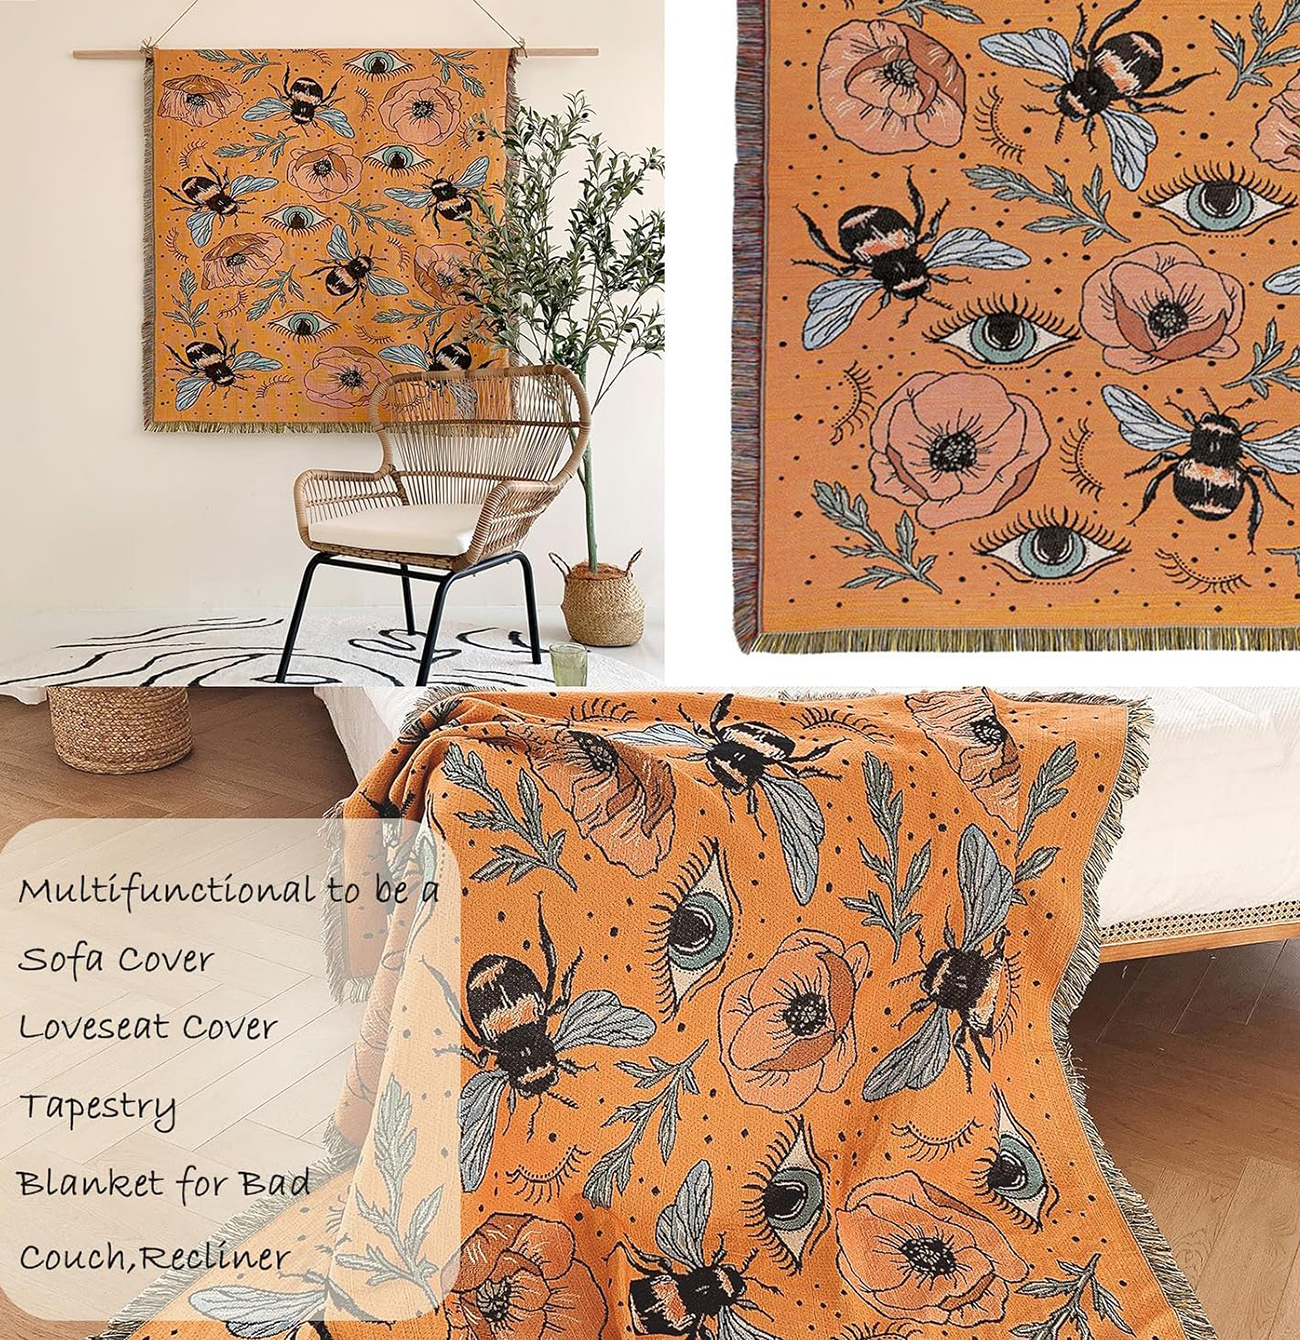 Multifunctional to be a
Sofa Cover
Loveseat Cover
Tapestry
Blanket for Bad
Couch,Recliner